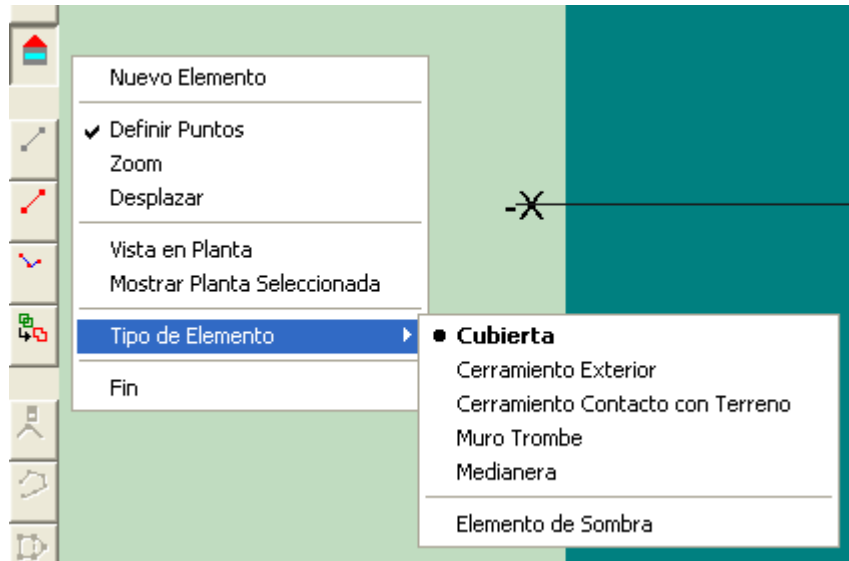 Nuevo Elemento
Definir Puntos
Zoom
Desplazar
Vista en Planta
Mostrar Planta Seleccionada
Tipo de Elemento
Fin
Cubierta
Cerramiento Exterior
Cerramiento Contacto con Terreno
Muro Trombe
Medianera
Elemento de Sombra